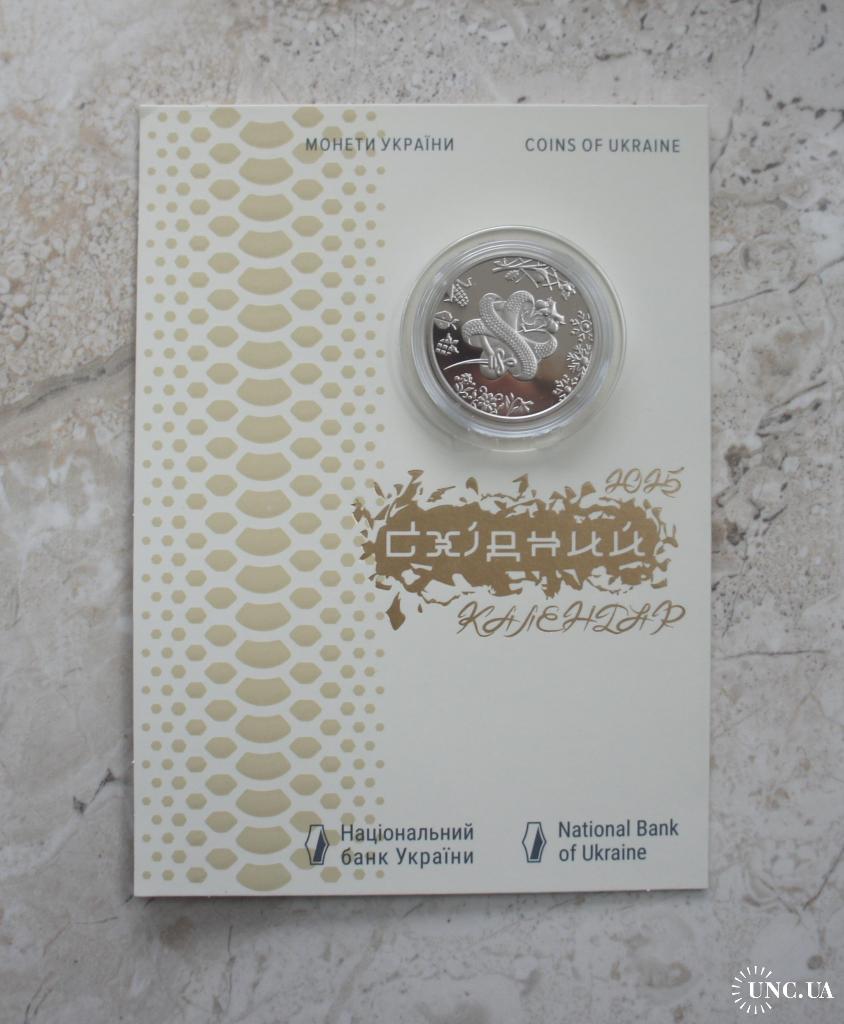 МОНЕТИ УКРАЇНИ
COINS OF UKRAINE
2025
Східний
КАЛЕНДАР
Національний
банк України
National Bank
of Ukraine
UNC.UA